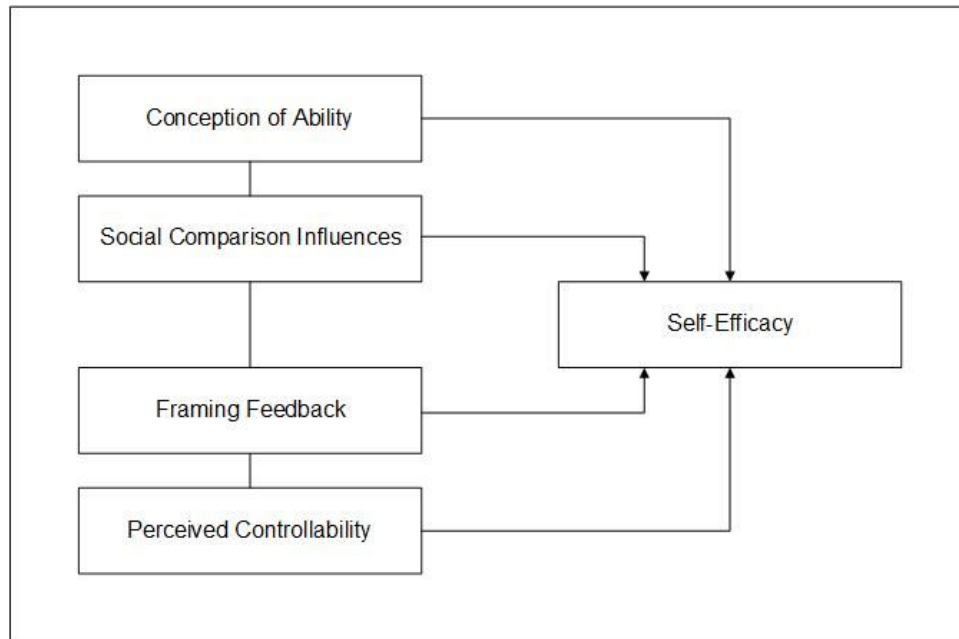 Conception of Ability
Social Comparison Influences
Self-Efficacy
Framing Feedback
Perceived Controllability